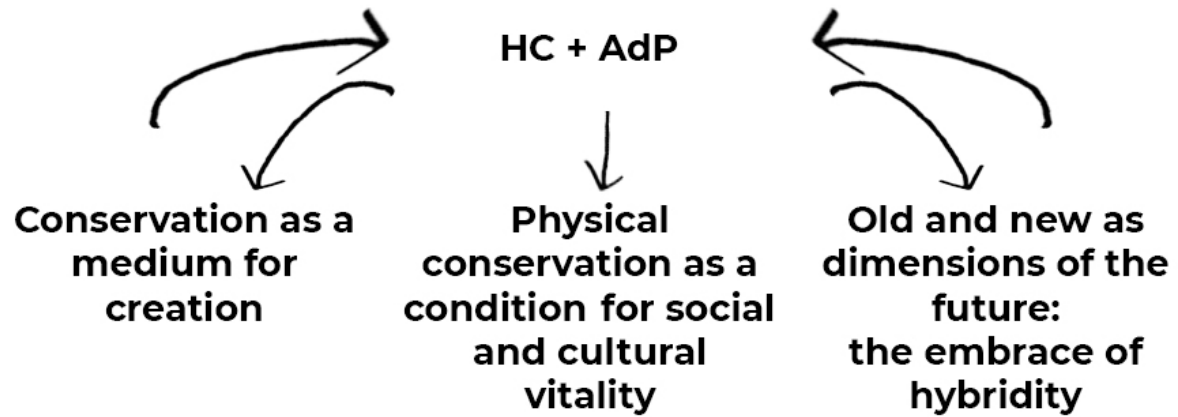 HC + AdP
Conservation as a
medium for
creation
Physical
conservation as a
condition for social
and cultural
vitality
Old and new as
dimensions of the
future:
the embrace of
hybridity